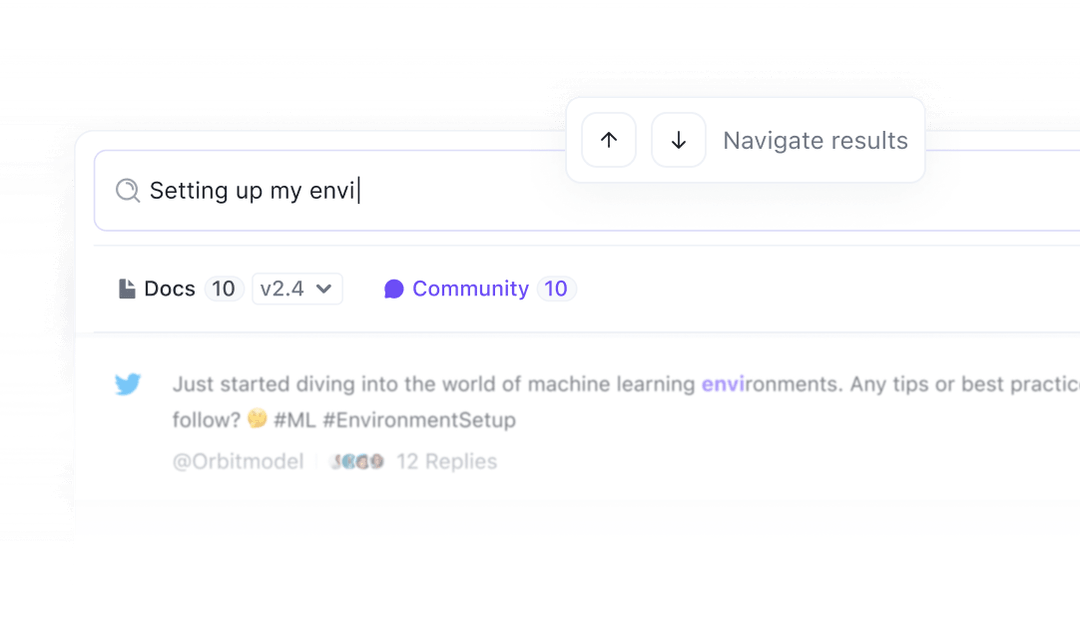 Navigate results
Setting up my envi
Docs 10 v2.4 Community 10
Just started diving into the world of machine learning environments. Any tips or best practic
follow? 🤔 #ML #EnvironmentSetup
@Orbitmodel 12 Replies